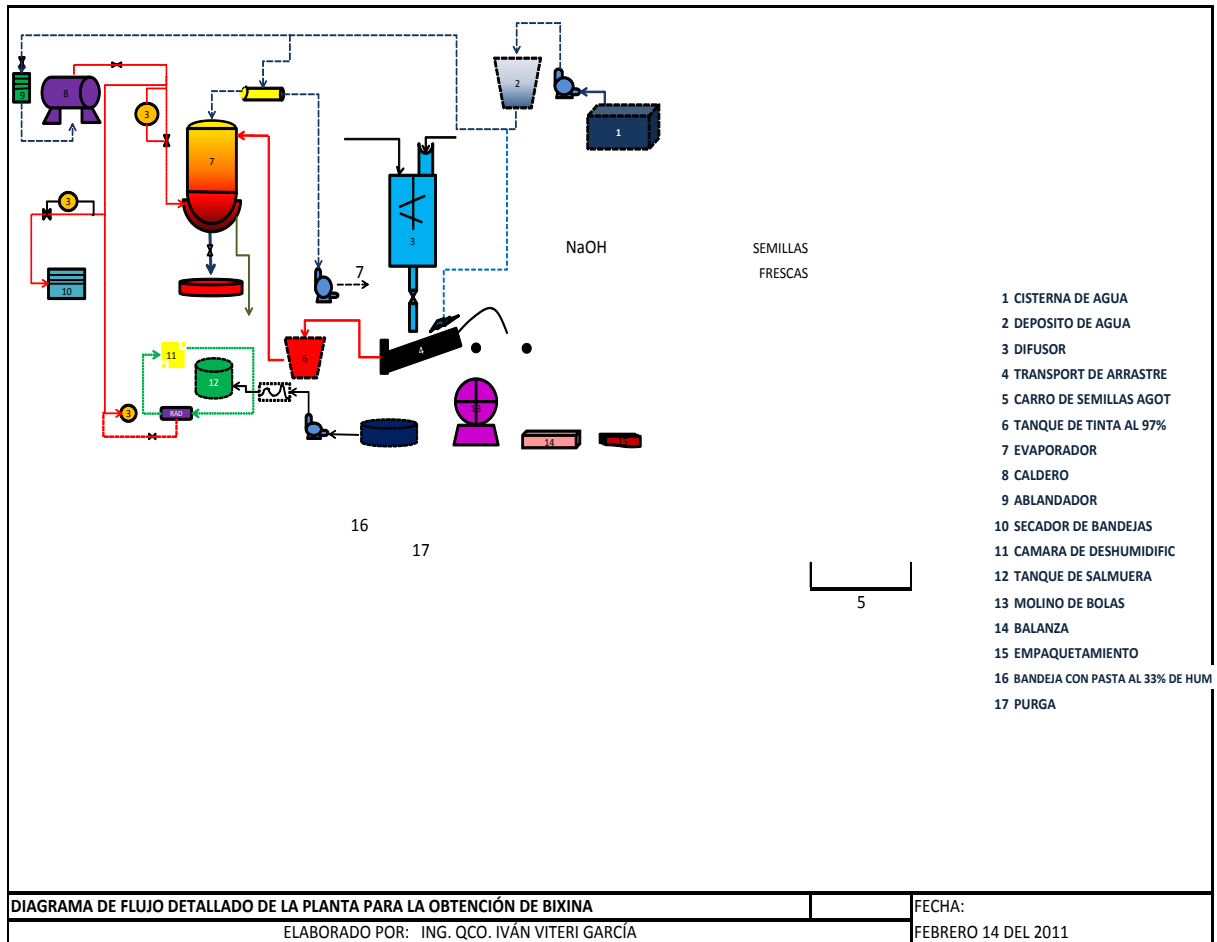 2
1
9
8
3
7
3
3
NaOH
SEMILLAS
FRESCAS
7
10
4
6
11
12
13
3
RAD
14
15
16
17
5
1 CISTERNA DE AGUA
2 DEPOSITO DE AGUA
3 DIFUSOR
4 TRANSPORT DE ARRASTRE
5 CARRO DE SEMILLAS AGOT
6 TANQUE DE TINTA AL 97%
7 EVAPORADOR
8 CALDERO
9 ABLANDADOR
10 SECADOR DE BANDEJAS
11 CAMARA DE DESHUMIDIFIC
12 TANQUE DE SALMUERA
13 MOLINO DE BOLAS
14 BALANZA
15 EMPAQUETAMIENTO
16 BANDEJA CON PASTA AL 33% DE HUM
17 PURGA
DIAGRAMA DE FLUJO DETALLADO DE LA PLANTA PARA LA OBTENCIÓN DE BIXINA
FECHA:
ELABORADO POR: ING. QCO. IVÁN VITERI GARCÍA
FEBRERO 14 DEL 2011